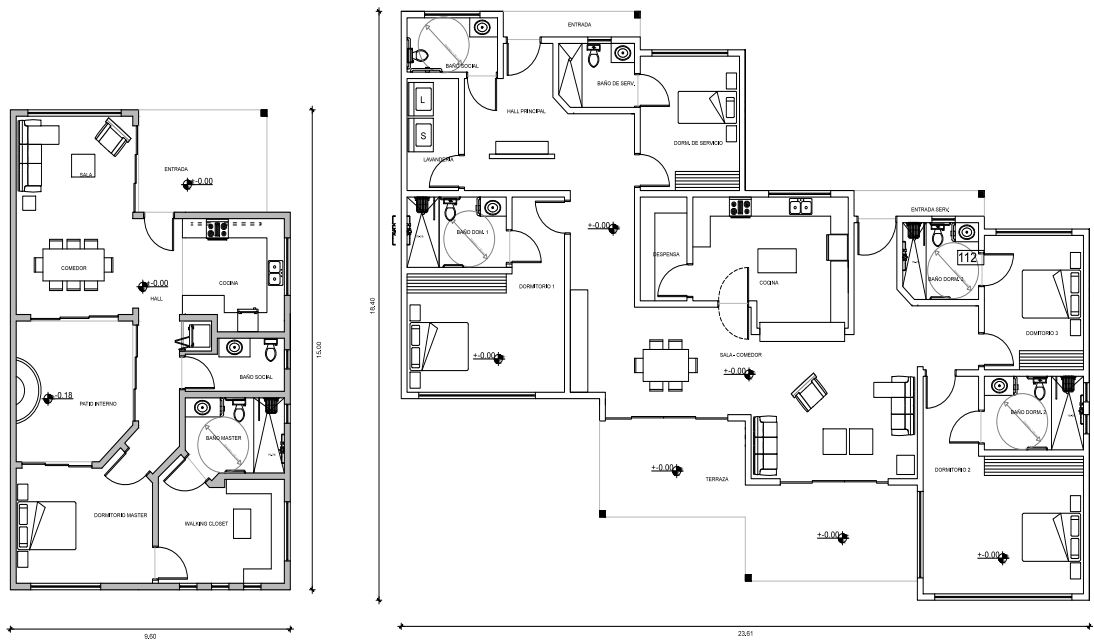 SALA
ENTRADA
+-0.00
COMEDOR
+-0.00
HALL
COCINA
15.00
BAÑO SOCIAL
-0.18
PATIO INTERNO
BAÑO MASTER
DORMITORIO MASTER
WALKING CLOSET
9.60
ENTRADA
BAÑO SOCIAL
BAÑO DE SERV.
L
HALL PRINCIPAL
S
DORM. DE SERVICIO
LAVANDERIA
ENTRADA SERV.
+-0.00
BAÑO DOM. 1
DESPENSA
112
BAÑO DORM. 3
COCINA
DORMITORIO 1
18.40
DOMITORIO 3
+-0.00
SALA - COMEDOR
+-0.00
BAÑO DORM. 2
+-0.00
TERRAZA
DORMITORIO 2
+-0.00
+-0.00
23.61